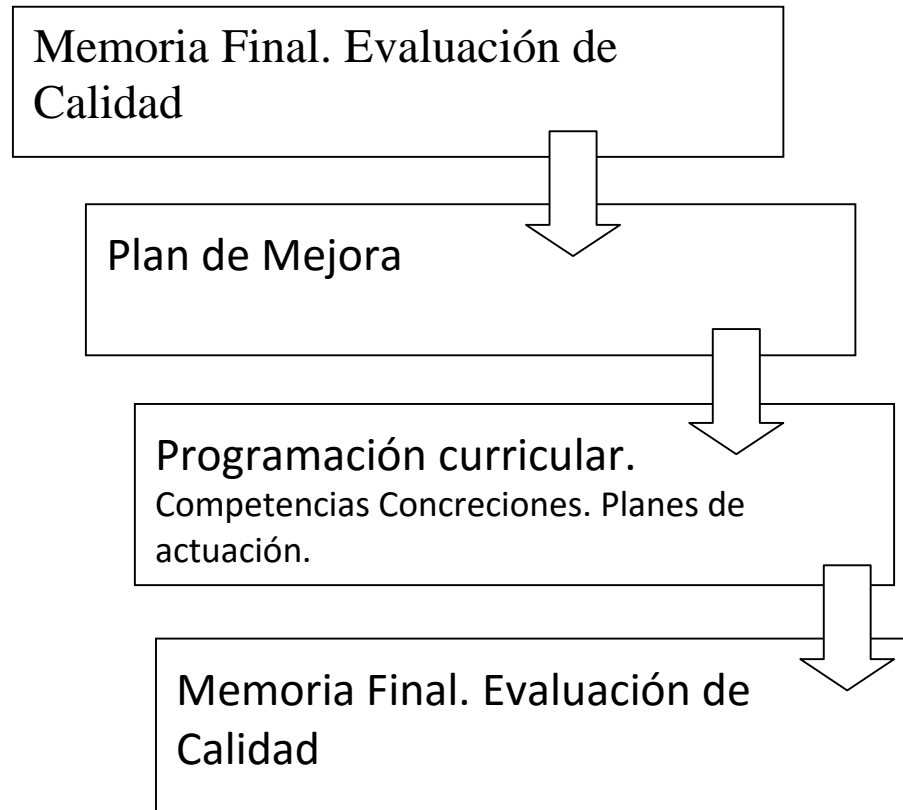 Memoria Final. Evaluación de
Calidad
Plan de Mejora
Programación curricular.
Competencias Concreciones. Planes de
actuación.
Memoria Final. Evaluación de
Calidad